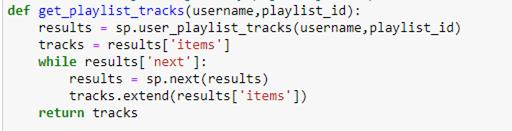 def get_playlist_tracks(username,playlist_id):
    results = sp.user_playlist_tracks(username,playlist_id)
    tracks = results['items']
    while results['next']:
        results = sp.next(results)
        tracks.extend(results['items'])
    return tracks